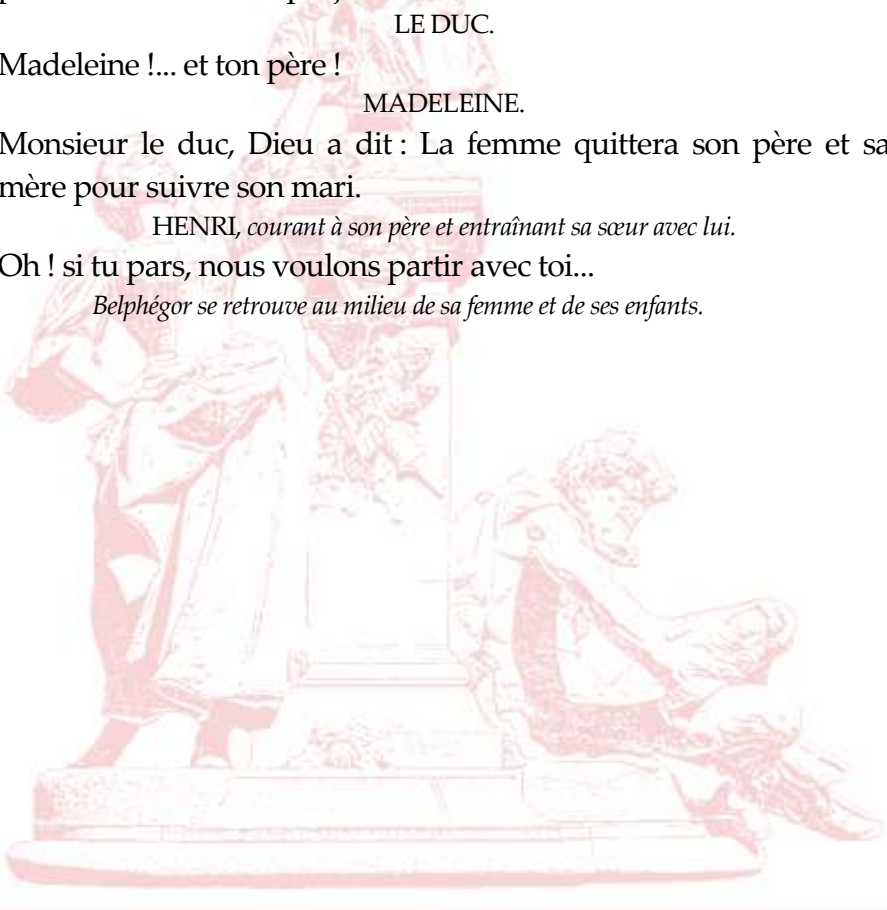 LE DUC.
Madeleine !... et ton père !
MADELEINE.
Monsieur le duc, Dieu a dit : La femme quittera son père et sa
mère pour suivre son mari.
HENRI, courant à son père et entraînant sa sœur avec lui.
Oh ! si tu pars, nous voulons partir avec toi...
Belphégor se retrouve au milieu de sa femme et de ses enfants.